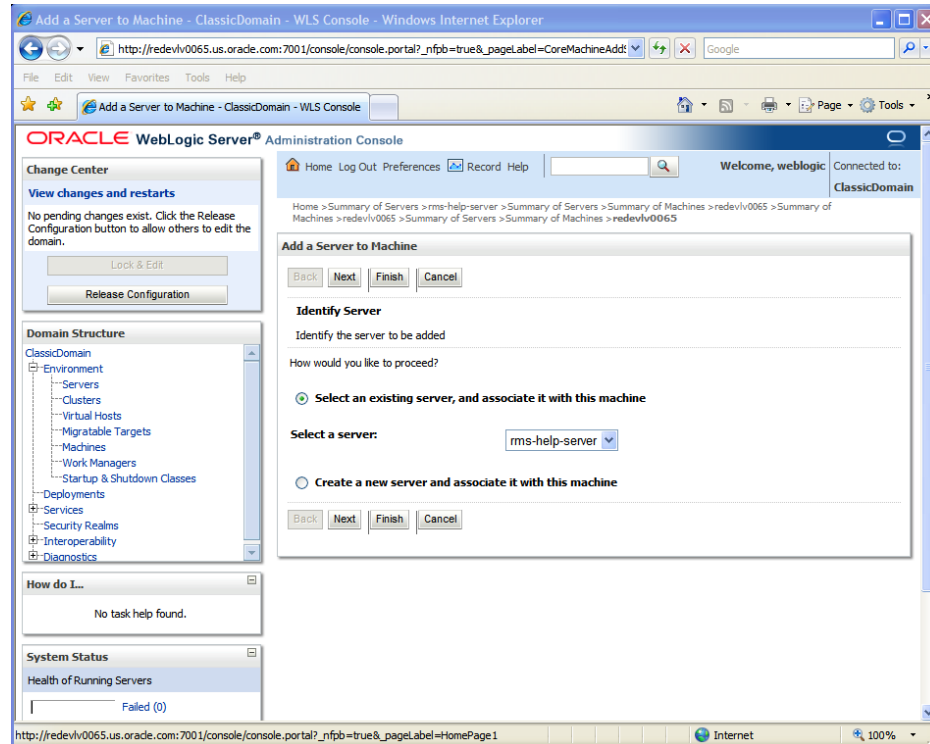 Add a Server to Machine - ClassicDomain - WLS Console - Windows Internet Explorer
http://redevlv0065.us.oracle.com:7001/console/console.portal?_nfpb=true&_pageLabel=CoreMachineAddS
Google
File Edit View Favorites Tools Help
Add a Server to Machine - ClassicDomain - WLS Console
Page Tools
ORACLE WebLogic Server® Administration Console
Change Center
View changes and restarts
No pending changes exist. Click the Release
Configuration button to allow others to edit the
domain.
Lock & Edit
Release Configuration
Domain Structure
ClassicDomain
Environment
Servers
Clusters
Virtual Hosts
Migratable Targets
Machines
Work Managers
Startup & Shutdown Classes
Deployments
Services
Security Realms
Interoperability
Diagnostics
How do I...
No task help found.
System Status
Health of Running Servers
Failed (0)
Home Log Out Preferences Record Help
Welcome, weblogic
Connected to:
ClassicDomain
Home >Summary of Servers >rms-help-server >Summary of Servers >Summary of Machines >redevlv0065 >Summary of
Machines >redevlv0065 >Summary of Servers >Summary of Machines >redevlv0065
Add a Server to Machine
Back Next Finish Cancel
Identify Server
Identify the server to be added
How would you like to proceed?
Select an existing server, and associate it with this machine
Select a server: rms-help-server
Create a new server and associate it with this machine
Back Next Finish Cancel
http://redevlv0065.us.oracle.com:7001/console/console.portal?_nfpb=true&_pageLabel=HomePage1
Internet
100%